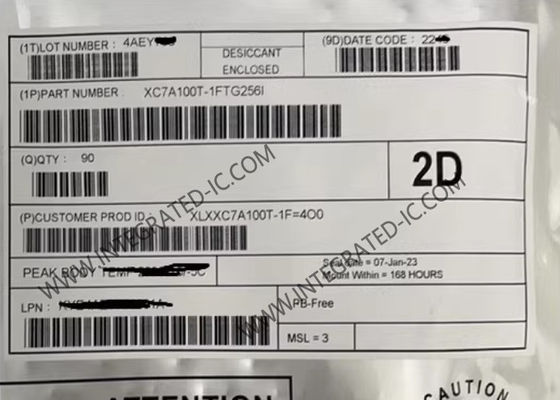 (1T)LOT NUMBER : 4AEY
DESICCANT
ENCLOSED
(9D)DATE CODE : 22
(1P)PART NUMBER : XC7A100T-1FTG256I
(Q)QTY : 90
2D
(P)CUSTOMER PROD ID. XLXXC7A100T-1F=4O0
PEAK BODY TEMP
Seal date = 07-Jan-23
Mount Within = 168 HOURS
LPN :
PB-Free
MSL = 3
ATTENTION
CAUTION
WWW.INTEGRATED-IC.COM
WWW.INTEGRATED-IC.COM